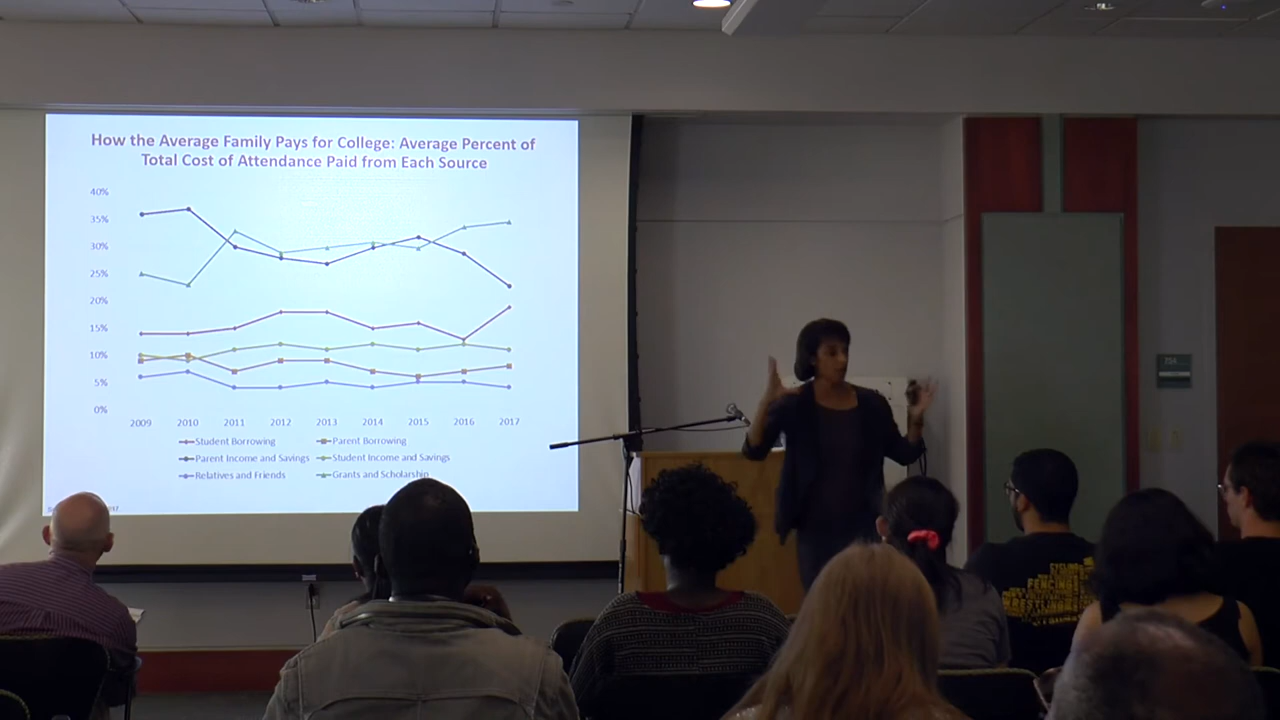 How the Average Family Pays for College: Average Percent of
Total Cost of Attendance Paid from Each Source
40%
35%
30%
25%
20%
15%
10%
5%
0%
2009 2010 2011 2012 2013 2014 2015 2016 2017
Student Borrowing Parent Borrowing
Parent Income and Savings Student Income and Savings
Relatives and Friends Grants and Scholarship
FENCING